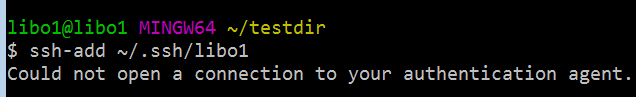 libo1@libo1 MINGW64 ~/testdir
$ ssh-add ~/.ssh/libo1
Could not open a connection to your authentication agent.